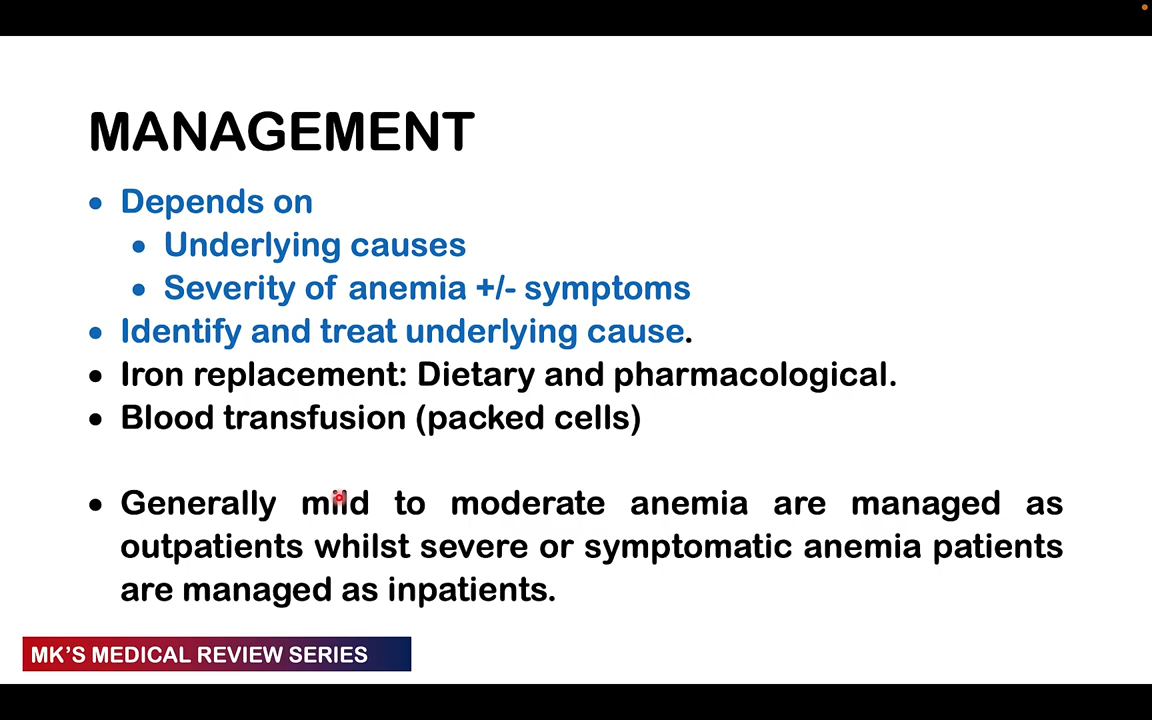 MANAGEMENT
• Depends on
• Underlying causes
• Severity of anemia +/- symptoms
• Identify and treat underlying cause.
• Iron replacement: Dietary and pharmacological.
• Blood transfusion (packed cells)
• Generally mild to moderate anemia are managed as
outpatients whilst severe or symptomatic anemia patients
are managed as inpatients.
MK'S MEDICAL REVIEW SERIES